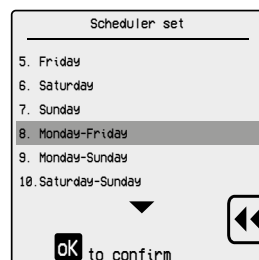 Scheduler set
5. Friday
6. Saturday
7. Sunday
8. Monday-Friday
9. Monday-Sunday
10.Saturday-Sunday
OK to confirm